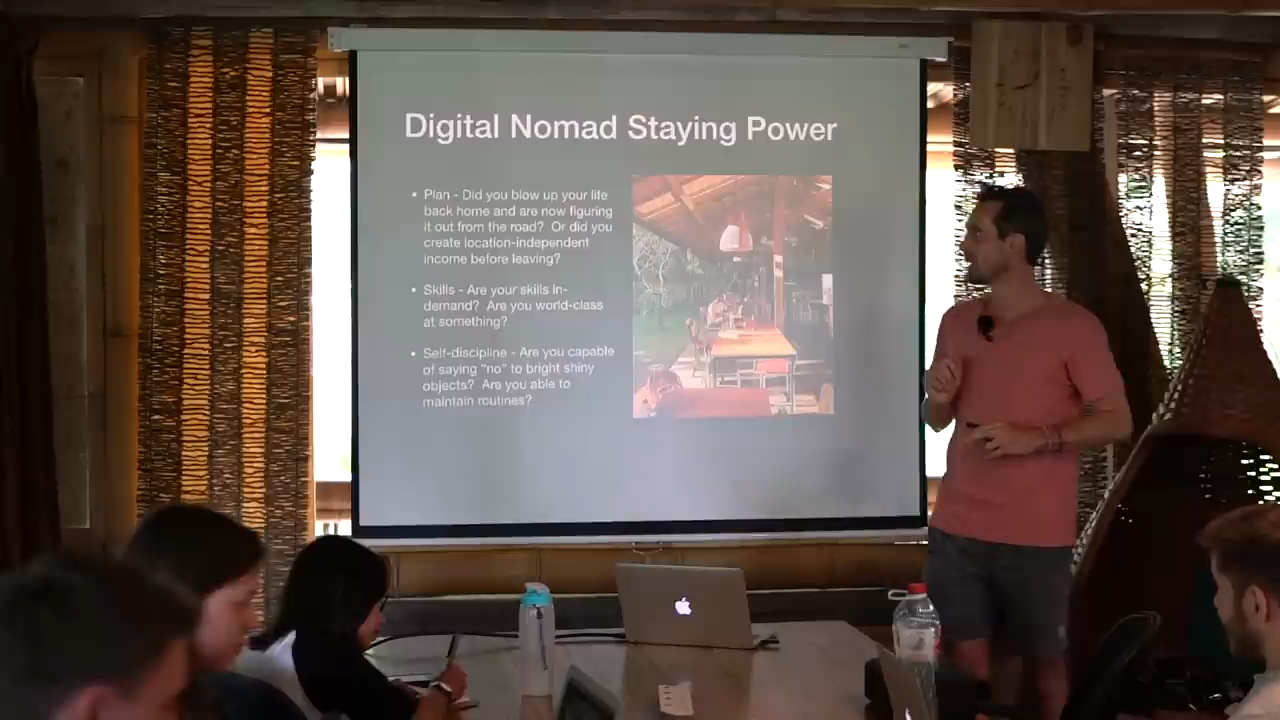 Digital Nomad Staying Power
• Plan - Did you blow up your life
back home and are now figuring
it out from the road? Or did you
create location-independent
income before leaving?
• Skills - Are your skills in-
demand? Are you world-class
at something?
• Self-discipline - Are you capable
of saying "no" to bright shiny
objects? Are you able to
maintain routines?